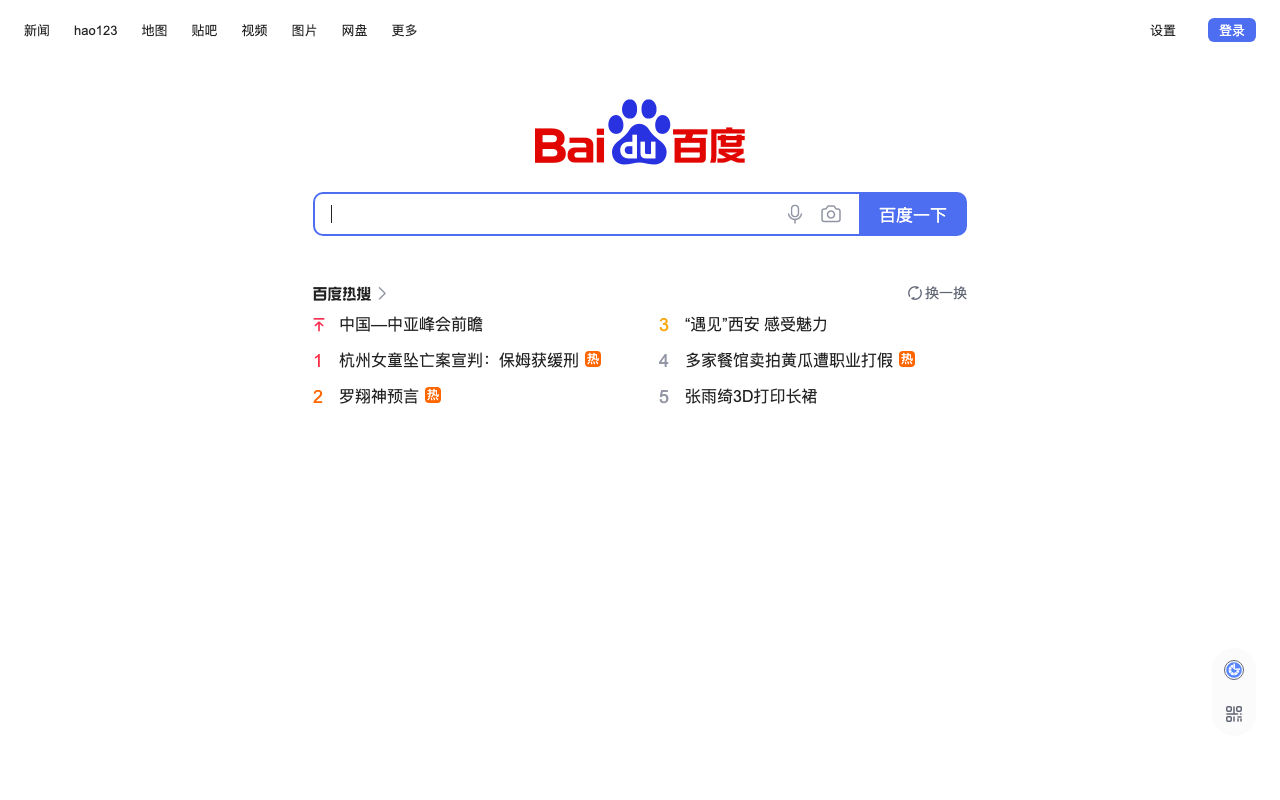 新闻 hao123 地图 贴吧 视频 图片 网盘 更多 设置 登录
Bai du 百度
百度一下
百度热搜 换一换
中国—中亚峰会前瞻
1 杭州女童坠亡案宣判：保姆获缓刑 热
2 罗翔神预言 热
3 “遇见”西安 感受魅力
4 多家餐馆卖拍黄瓜遭职业打假 热
5 张雨绮3D打印长裙